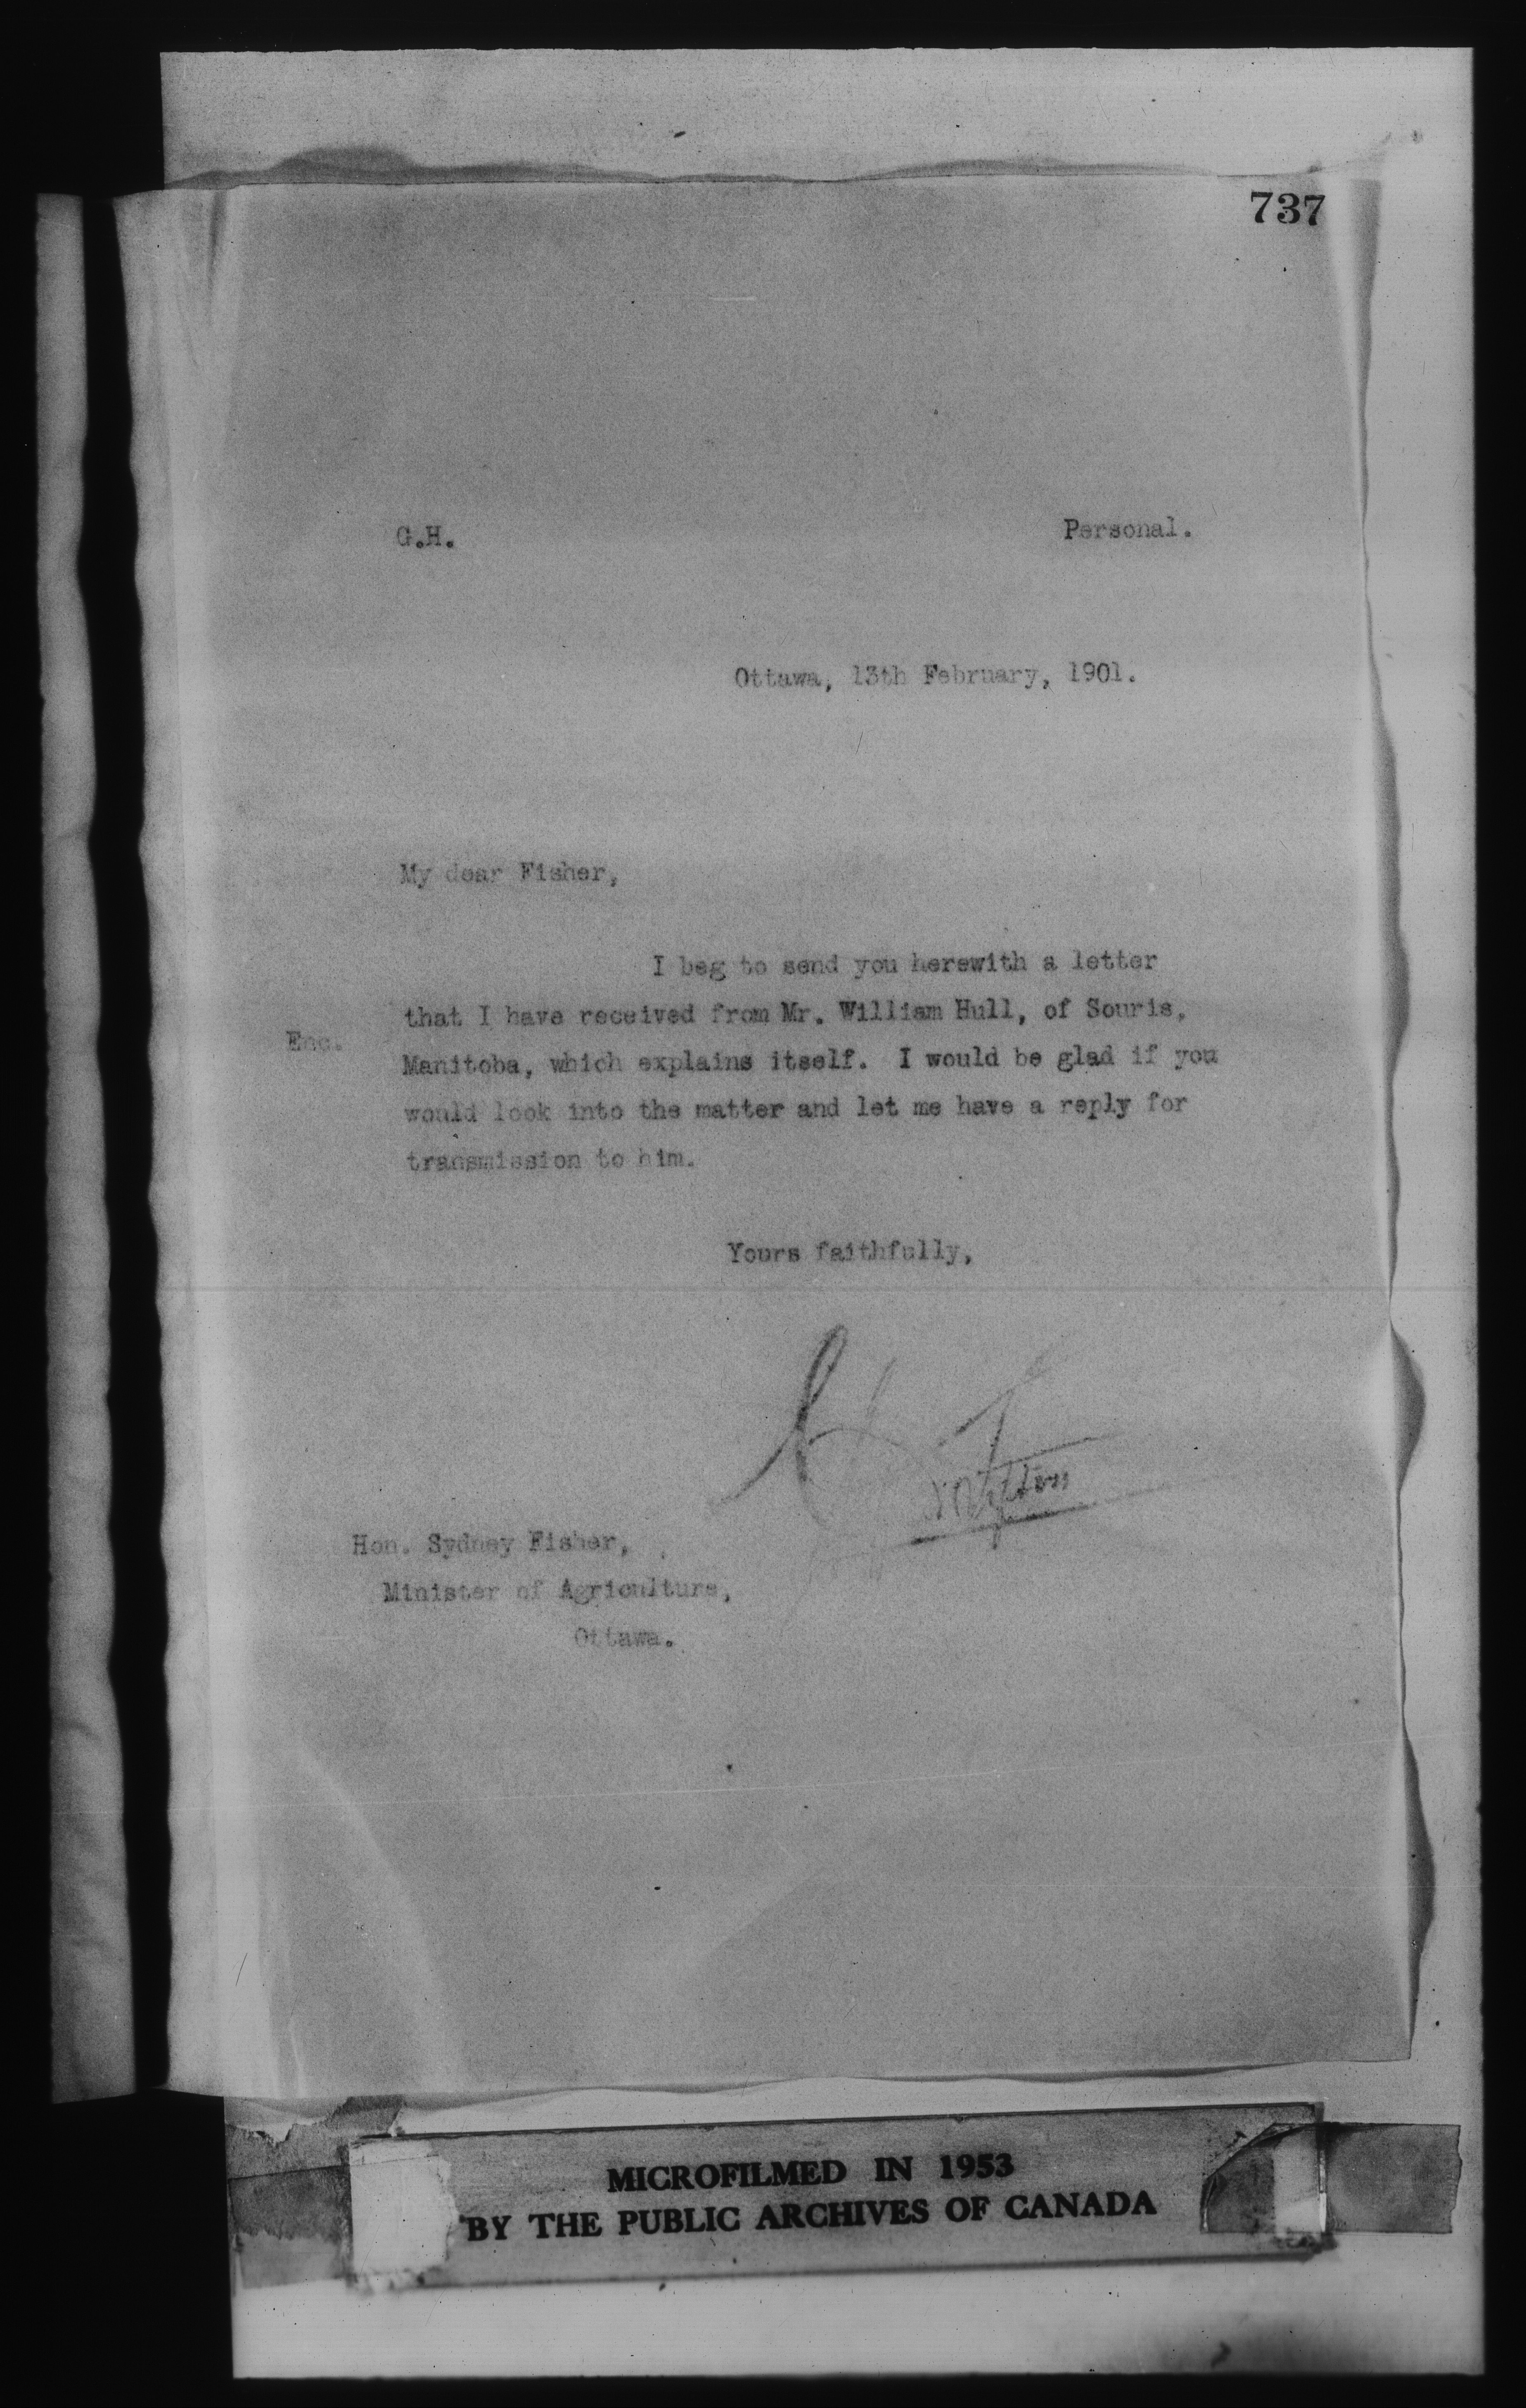 737
G.H. Personal.
Ottawa, 13th February, 1901.
My dear Fisher,
I beg to send you herewith a letter
that I have received from Mr. William Hull, of Souris,
Enc.
Manitoba, which explains itself. I would be glad if you
would look into the matter and let me have a reply for
transmission to him.
Yours faithfully,
Hon. Sydney Fisher,
Minister of Agriculture,
Ottawa.
MICROFILMED IN 1953
BY THE PUBLIC ARCHIVES OF CANADA